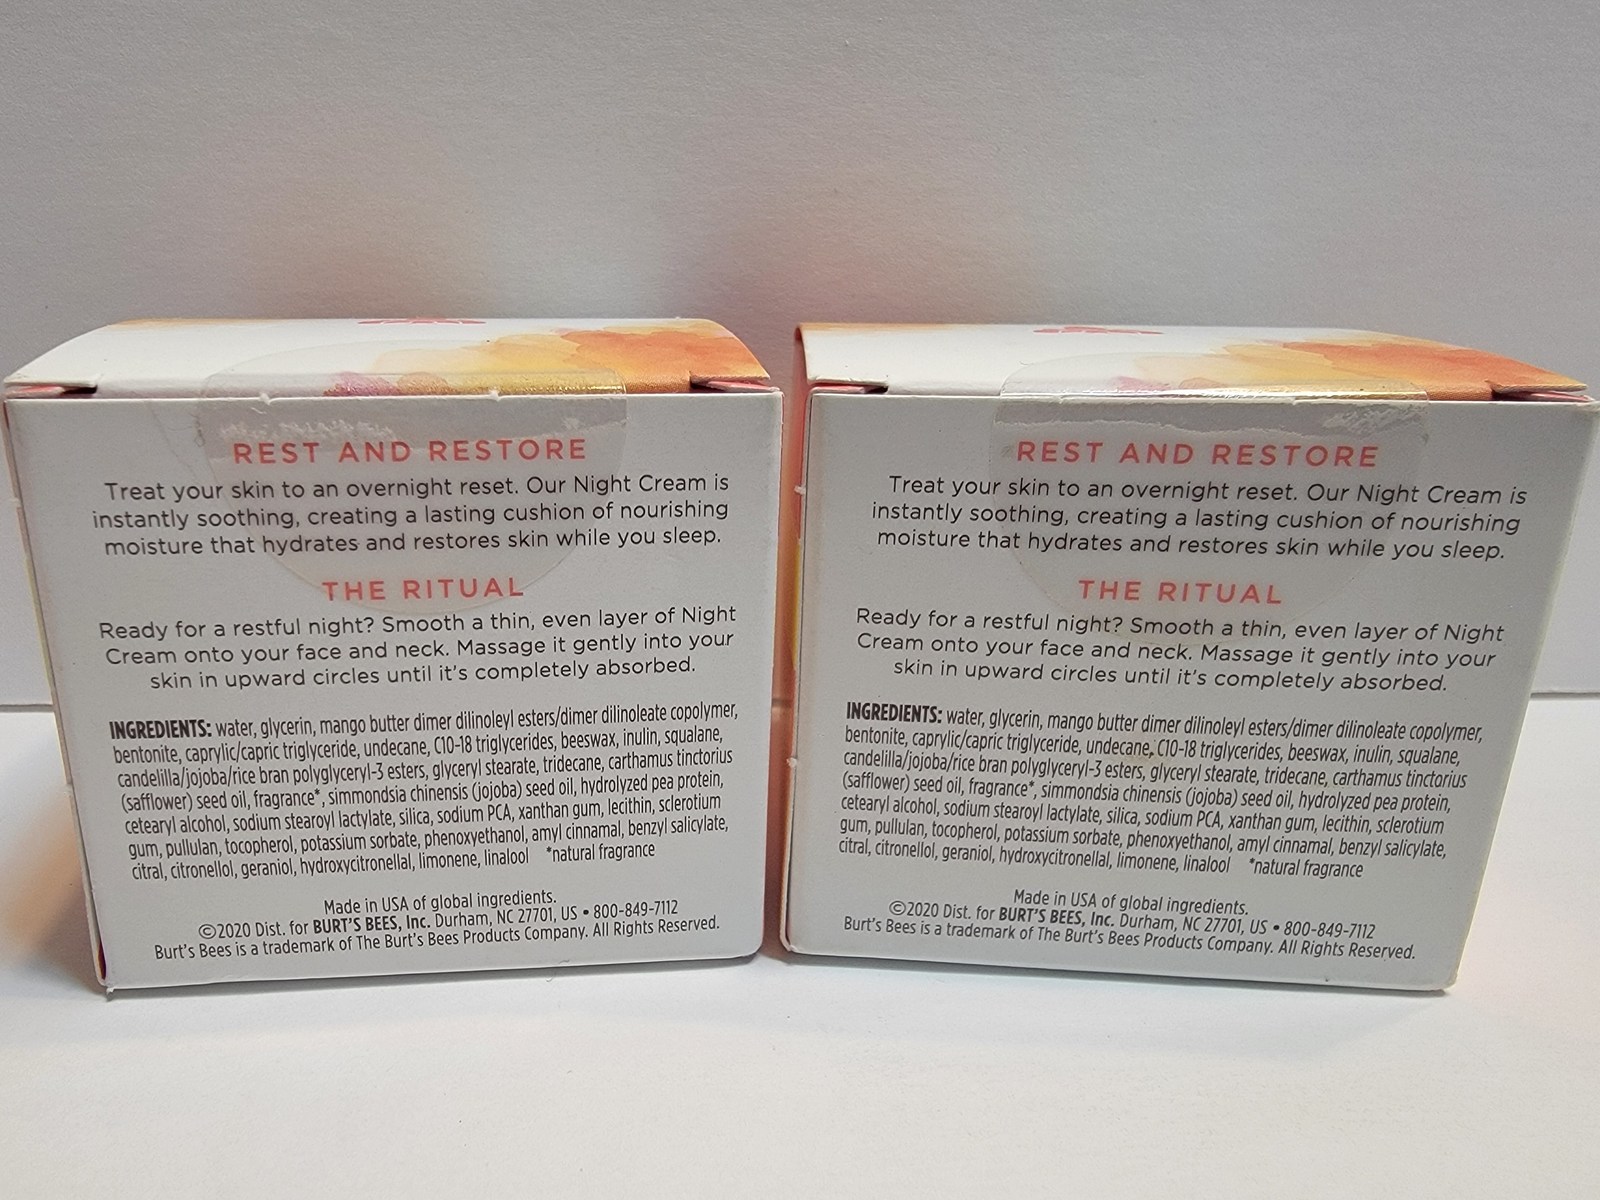 REST AND RESTORE
Treat your skin to an overnight reset. Our Night Cream is
instantly soothing, creating a lasting cushion of nourishing
moisture that hydrates and restores skin while you sleep.
THE RITUAL
Ready for a restful night? Smooth a thin, even layer of Night
Cream onto your face and neck. Massage it gently into your
skin in upward circles until it's completely absorbed.
INGREDIENTS: water, glycerin, mango butter dimer dilinoleyl esters/dimer dilinoleate copolymer,
bentonite, caprylic/capric triglyceride, undecane, C10-18 triglycerides, beeswax, inulin, squalane,
candelilla/jojoba/rice bran polyglyceryl-3 esters, glyceryl stearate, tridecane, carthamus tinctorius
(safflower) seed oil, fragrance*, simmondsia chinensis (jojoba) seed oil, hydrolyzed pea protein,
cetearyl alcohol, sodium stearoyl lactylate, silica, sodium PCA, xanthan gum, lecithin, sclerotium
gum, pullulan, tocopherol, potassium sorbate, phenoxyethanol, amyl cinnamal, benzyl salicylate,
citral, citronellol, geraniol, hydroxycitronellal, limonene, linalool *natural fragrance
Made in USA of global ingredients.
©2020 Dist. for BURT'S BEES, Inc. Durham, NC 27701, US • 800-849-7112
Burt's Bees is a trademark of The Burt's Bees Products Company. All Rights Reserved.
REST AND RESTORE
Treat your skin to an overnight reset. Our Night Cream is
instantly soothing, creating a lasting cushion of nourishing
moisture that hydrates and restores skin while you sleep.
THE RITUAL
Ready for a restful night? Smooth a thin, even layer of Night
Cream onto your face and neck. Massage it gently into your
skin in upward circles until it's completely absorbed.
INGREDIENTS: water, glycerin, mango butter dimer dilinoleyl esters/dimer dilinoleate copolymer,
bentonite, caprylic/capric triglyceride, undecane, C10-18 triglycerides, beeswax, inulin, squalane,
candelilla/jojoba/rice bran polyglyceryl-3 esters, glyceryl stearate, tridecane, carthamus tinctorius
(safflower) seed oil, fragrance*, simmondsia chinensis (jojoba) seed oil, hydrolyzed pea protein,
cetearyl alcohol, sodium stearoyl lactylate, silica, sodium PCA, xanthan gum, lecithin, sclerotium
gum, pullulan, tocopherol, potassium sorbate, phenoxyethanol, amyl cinnamal, benzyl salicylate,
citral, citronellol, geraniol, hydroxycitronellal, limonene, linalool *natural fragrance
Made in USA of global ingredients.
©2020 Dist. for BURT'S BEES, Inc. Durham, NC 27701, US • 800-849-7112
Burt's Bees is a trademark of The Burt's Bees Products Company. All Rights Reserved.